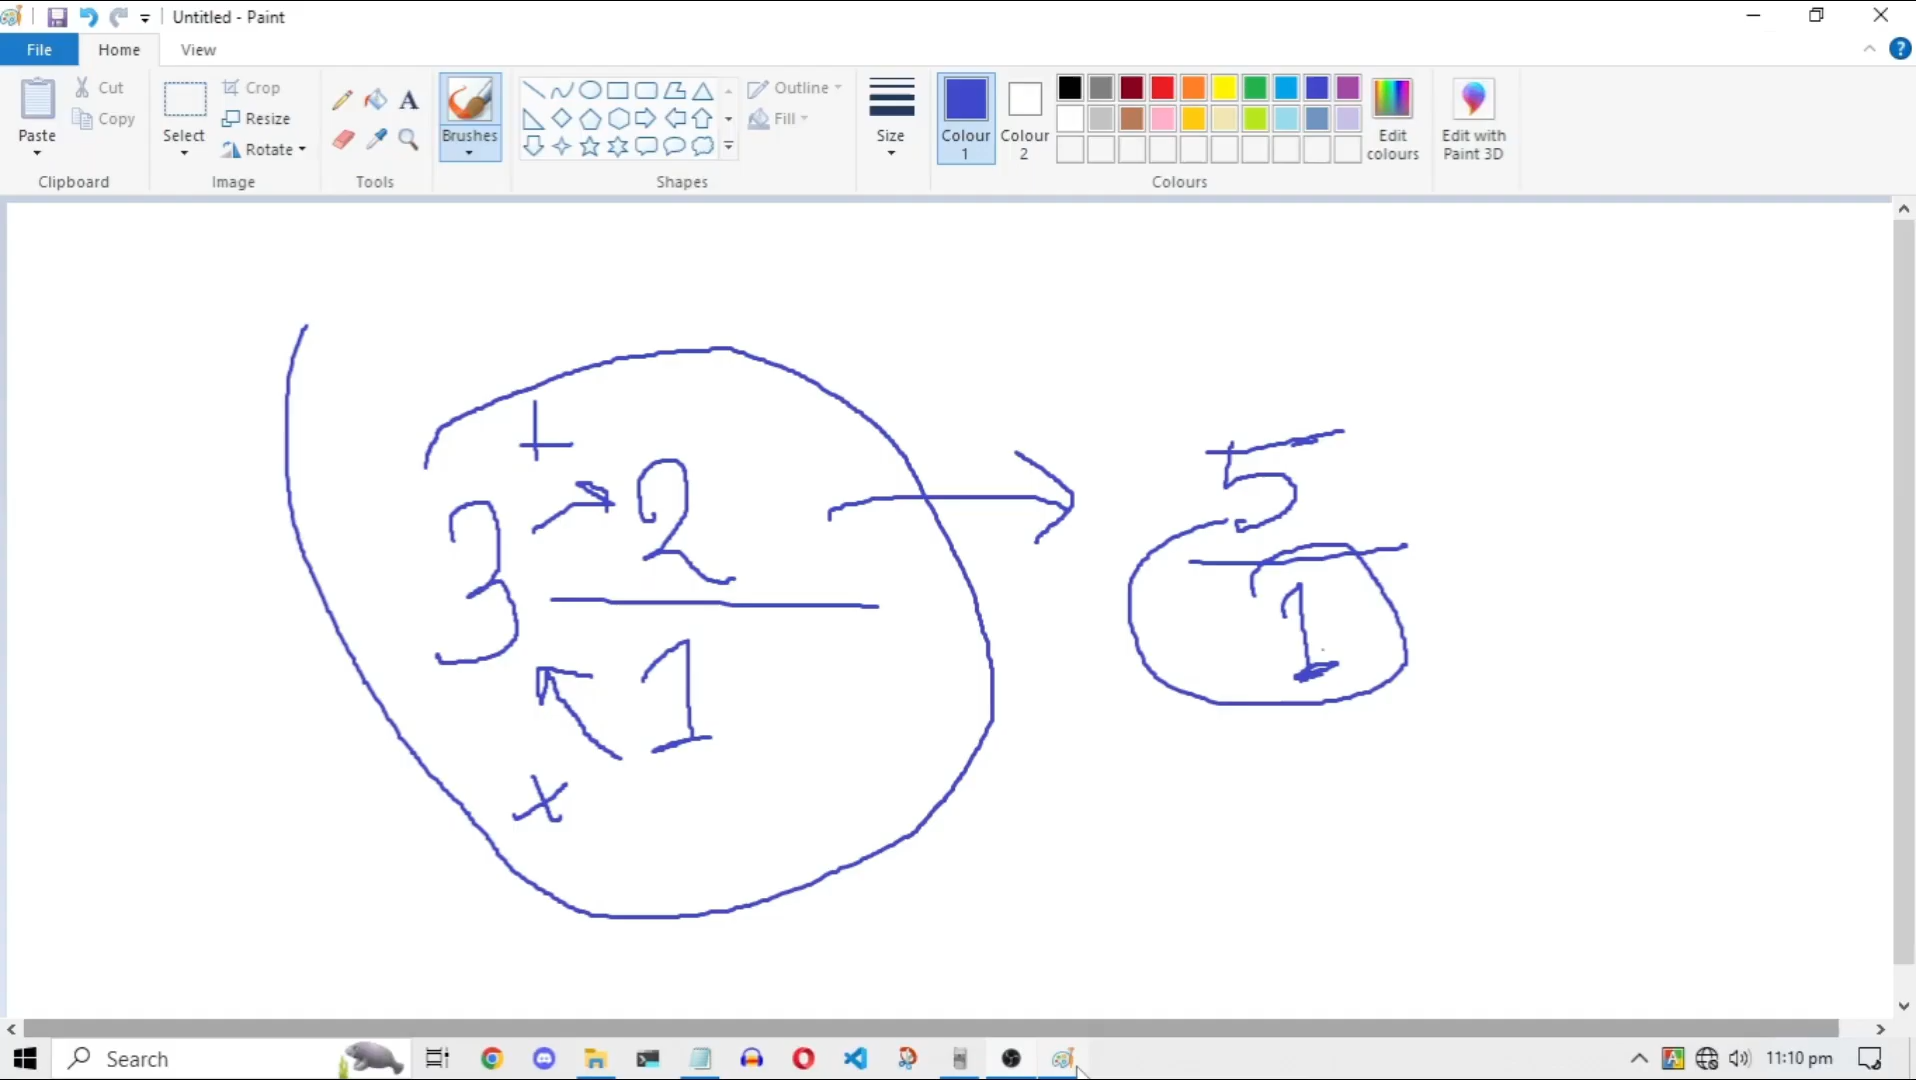 Untitled - Paint
File Home View
Paste
Cut
Copy
Clipboard
Select
Crop
Resize
Rotate
Image
Tools
Brushes
Shapes
Outline
Fill
Size
Colour 1
Colour 2
Colours
Edit colours
Edit with Paint 3D
+
3 2
1
x
5
1
Search
11:10 pm